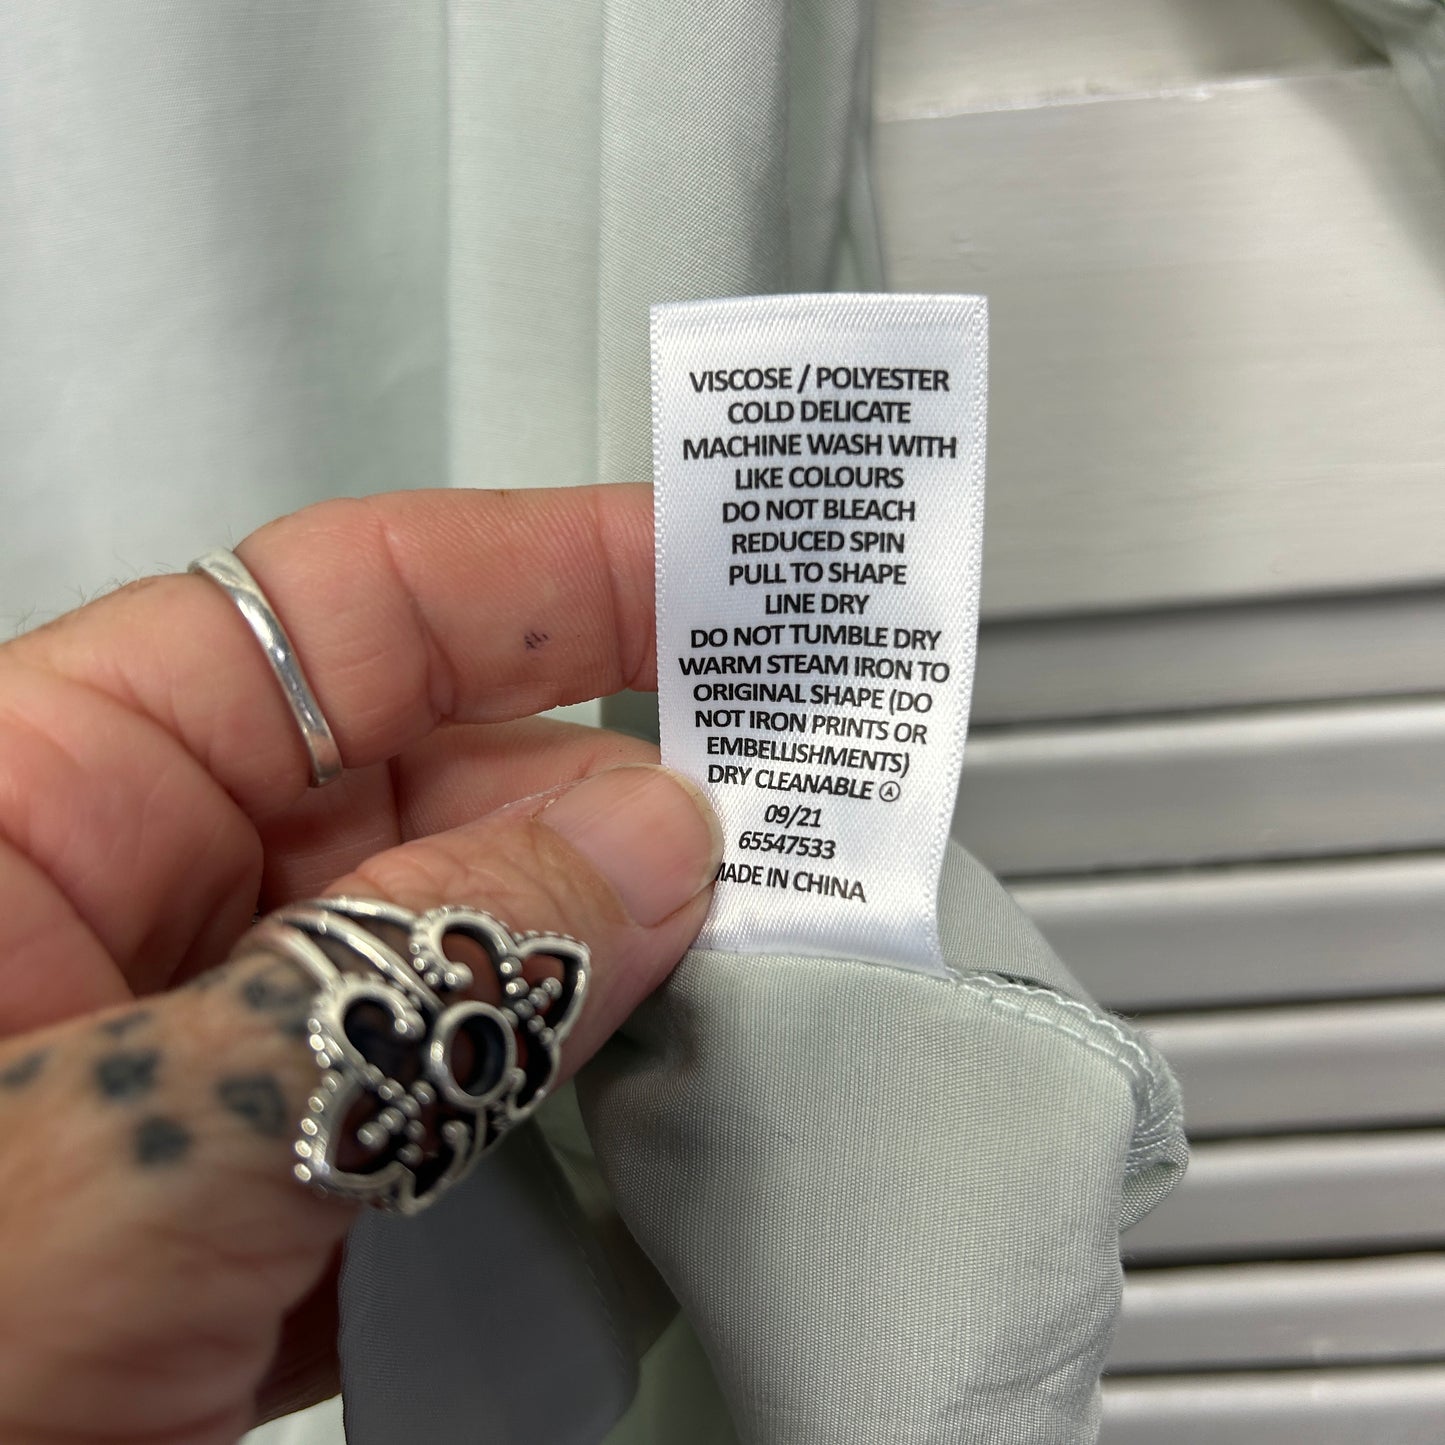 VISCOSE / POLYESTER
COLD DELICATE
MACHINE WASH WITH
LIKE COLOURS
DO NOT BLEACH
REDUCED SPIN
PULL TO SHAPE
LINE DRY
DO NOT TUMBLE DRY
WARM STEAM IRON TO
ORIGINAL SHAPE (DO
NOT IRON PRINTS OR
EMBELLISHMENTS)
DRY CLEANABLE Ⓐ
09/21
65547533
MADE IN CHINA